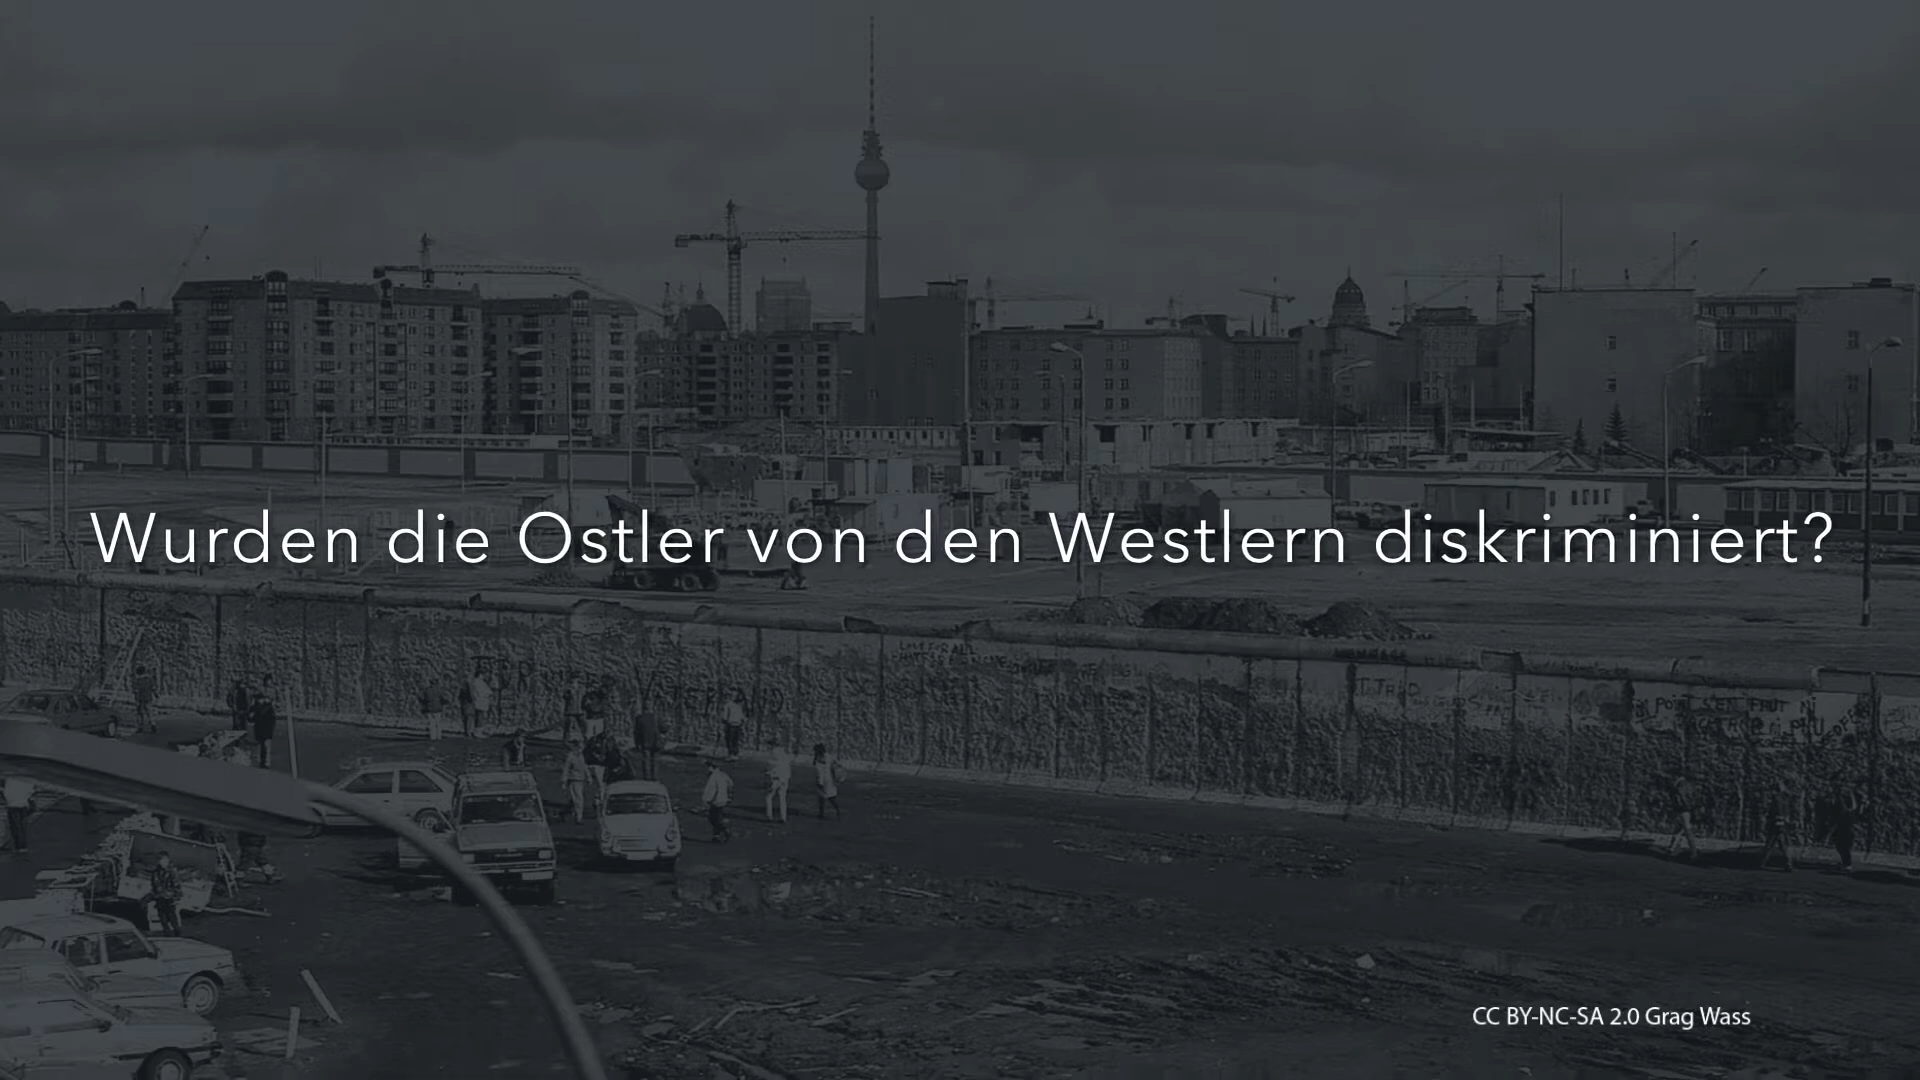 Wurden die Ostler von den Westlern diskriminiert?
CC BY-NC-SA 2.0 Grag Wass